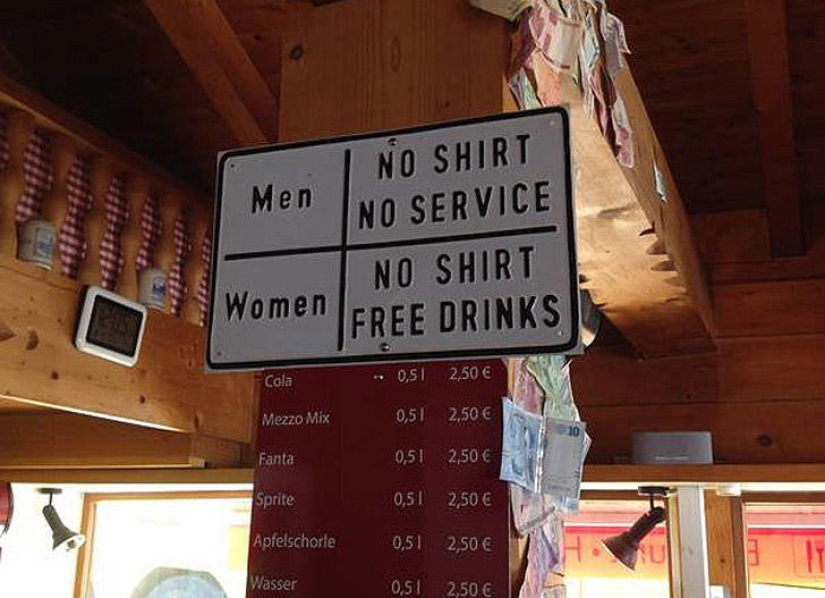 Men
NO SHIRT
NO SERVICE
Women
NO SHIRT
FREE DRINKS
Cola 0,5 l 2,50 €
Mezzo Mix 0,5 l 2,50 €
Fanta 0,5 l 2,50 €
Sprite 0,5 l 2,50 €
Apfelschorle 0,5 l 2,50 €
Wasser 0,5 l 2,50 €
10